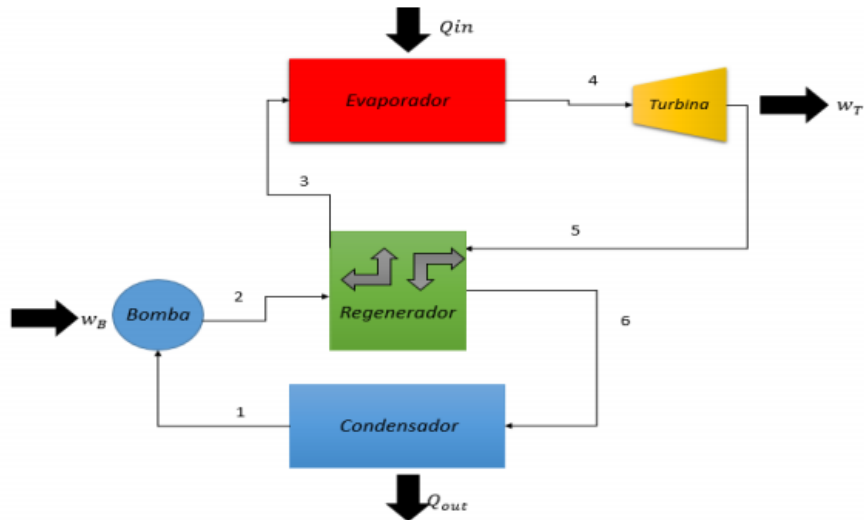 Qin
Evaporador
4
Turbina
w_T
3
5
2
Bomba
w_B
Regenerador
6
1
Condensador
Q_out